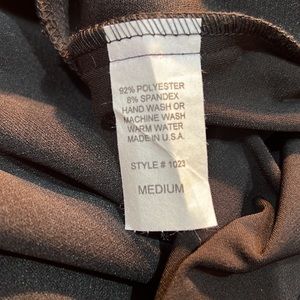 92% POLYESTER
8% SPANDEX
HAND WASH OR
MACHINE WASH
WARM WATER
MADE IN U.S.A.
STYLE # 1023
MEDIUM